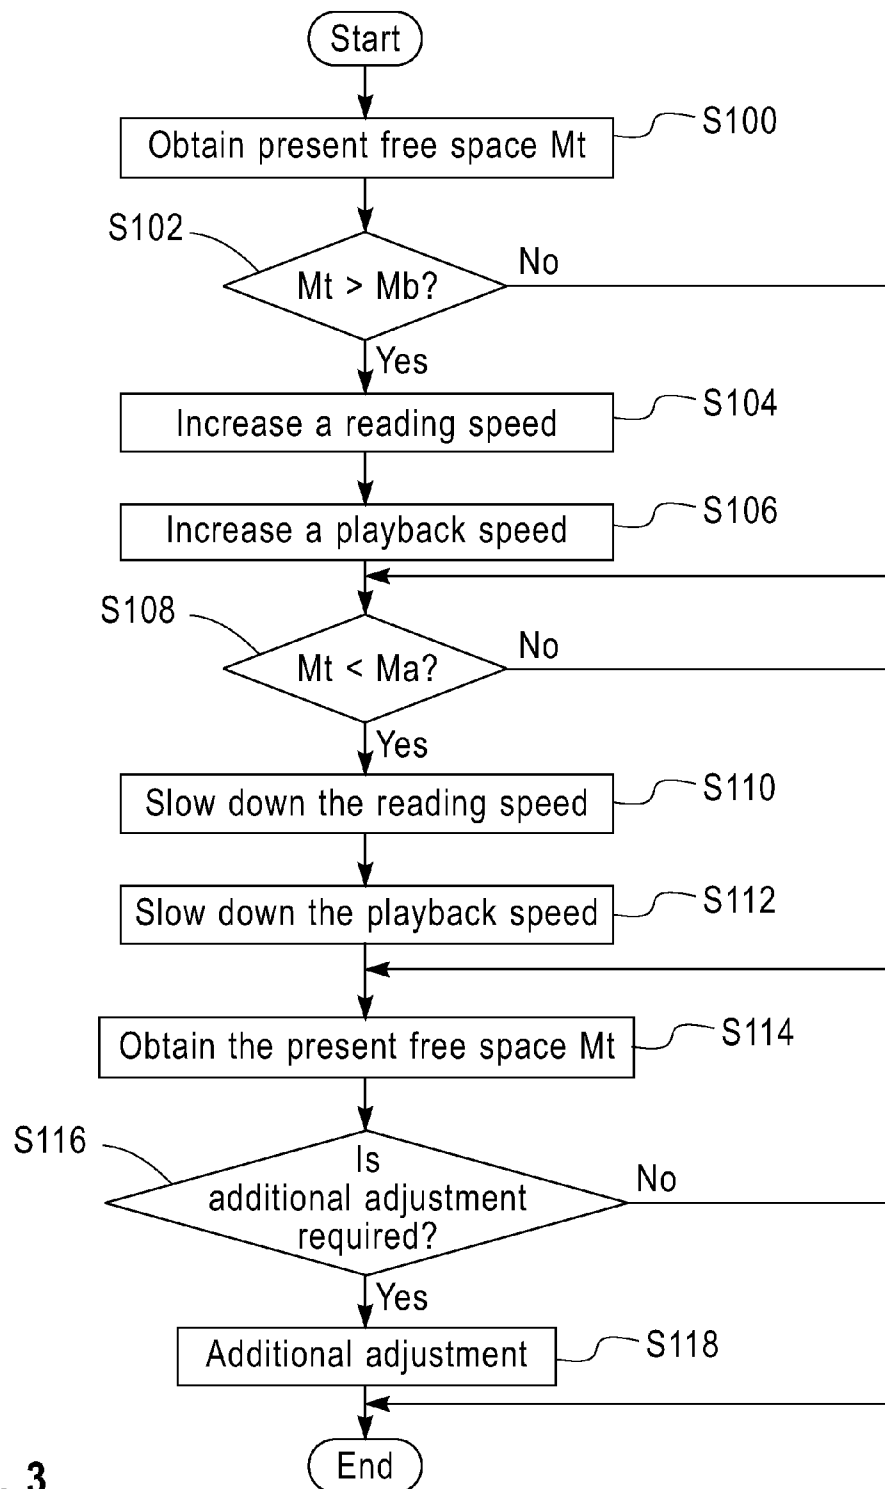 Start
Obtain present free space Mt
S100
S102
Mt > Mb?
No
Yes
Increase a reading speed
S104
Increase a playback speed
S106
S108
Mt < Ma?
No
Yes
Slow down the reading speed
S110
Slow down the playback speed
S112
Obtain the present free space Mt
S114
S116
Is
additional adjustment
required?
No
Yes
Additional adjustment
S118
End
. 3